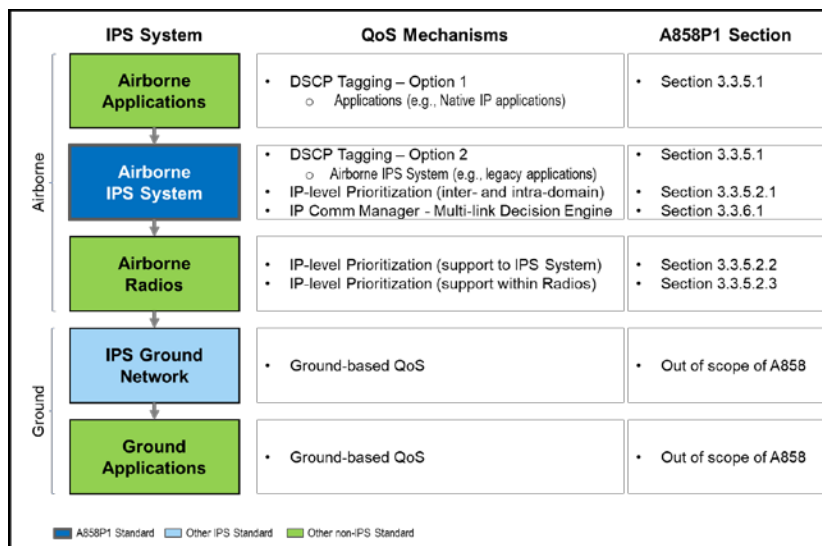 IPS System
QoS Mechanisms
A858P1 Section
Airborne
Airborne Applications
• DSCP Tagging – Option 1
o Applications (e.g., Native IP applications)
• Section 3.3.5.1
Airborne IPS System
• DSCP Tagging – Option 2
o Airborne IPS System (e.g., legacy applications)
• IP-level Prioritization (inter- and intra-domain)
• IP Comm Manager - Multi-link Decision Engine
• Section 3.3.5.1
• Section 3.3.5.2.1
• Section 3.3.6.1
Airborne Radios
• IP-level Prioritization (support to IPS System)
• IP-level Prioritization (support within Radios)
• Section 3.3.5.2.2
• Section 3.3.5.2.3
Ground
IPS Ground Network
• Ground-based QoS
• Out of scope of A858
Ground Applications
• Ground-based QoS
• Out of scope of A858
A858P1 Standard
Other IPS Standard
Other non-IPS Standard